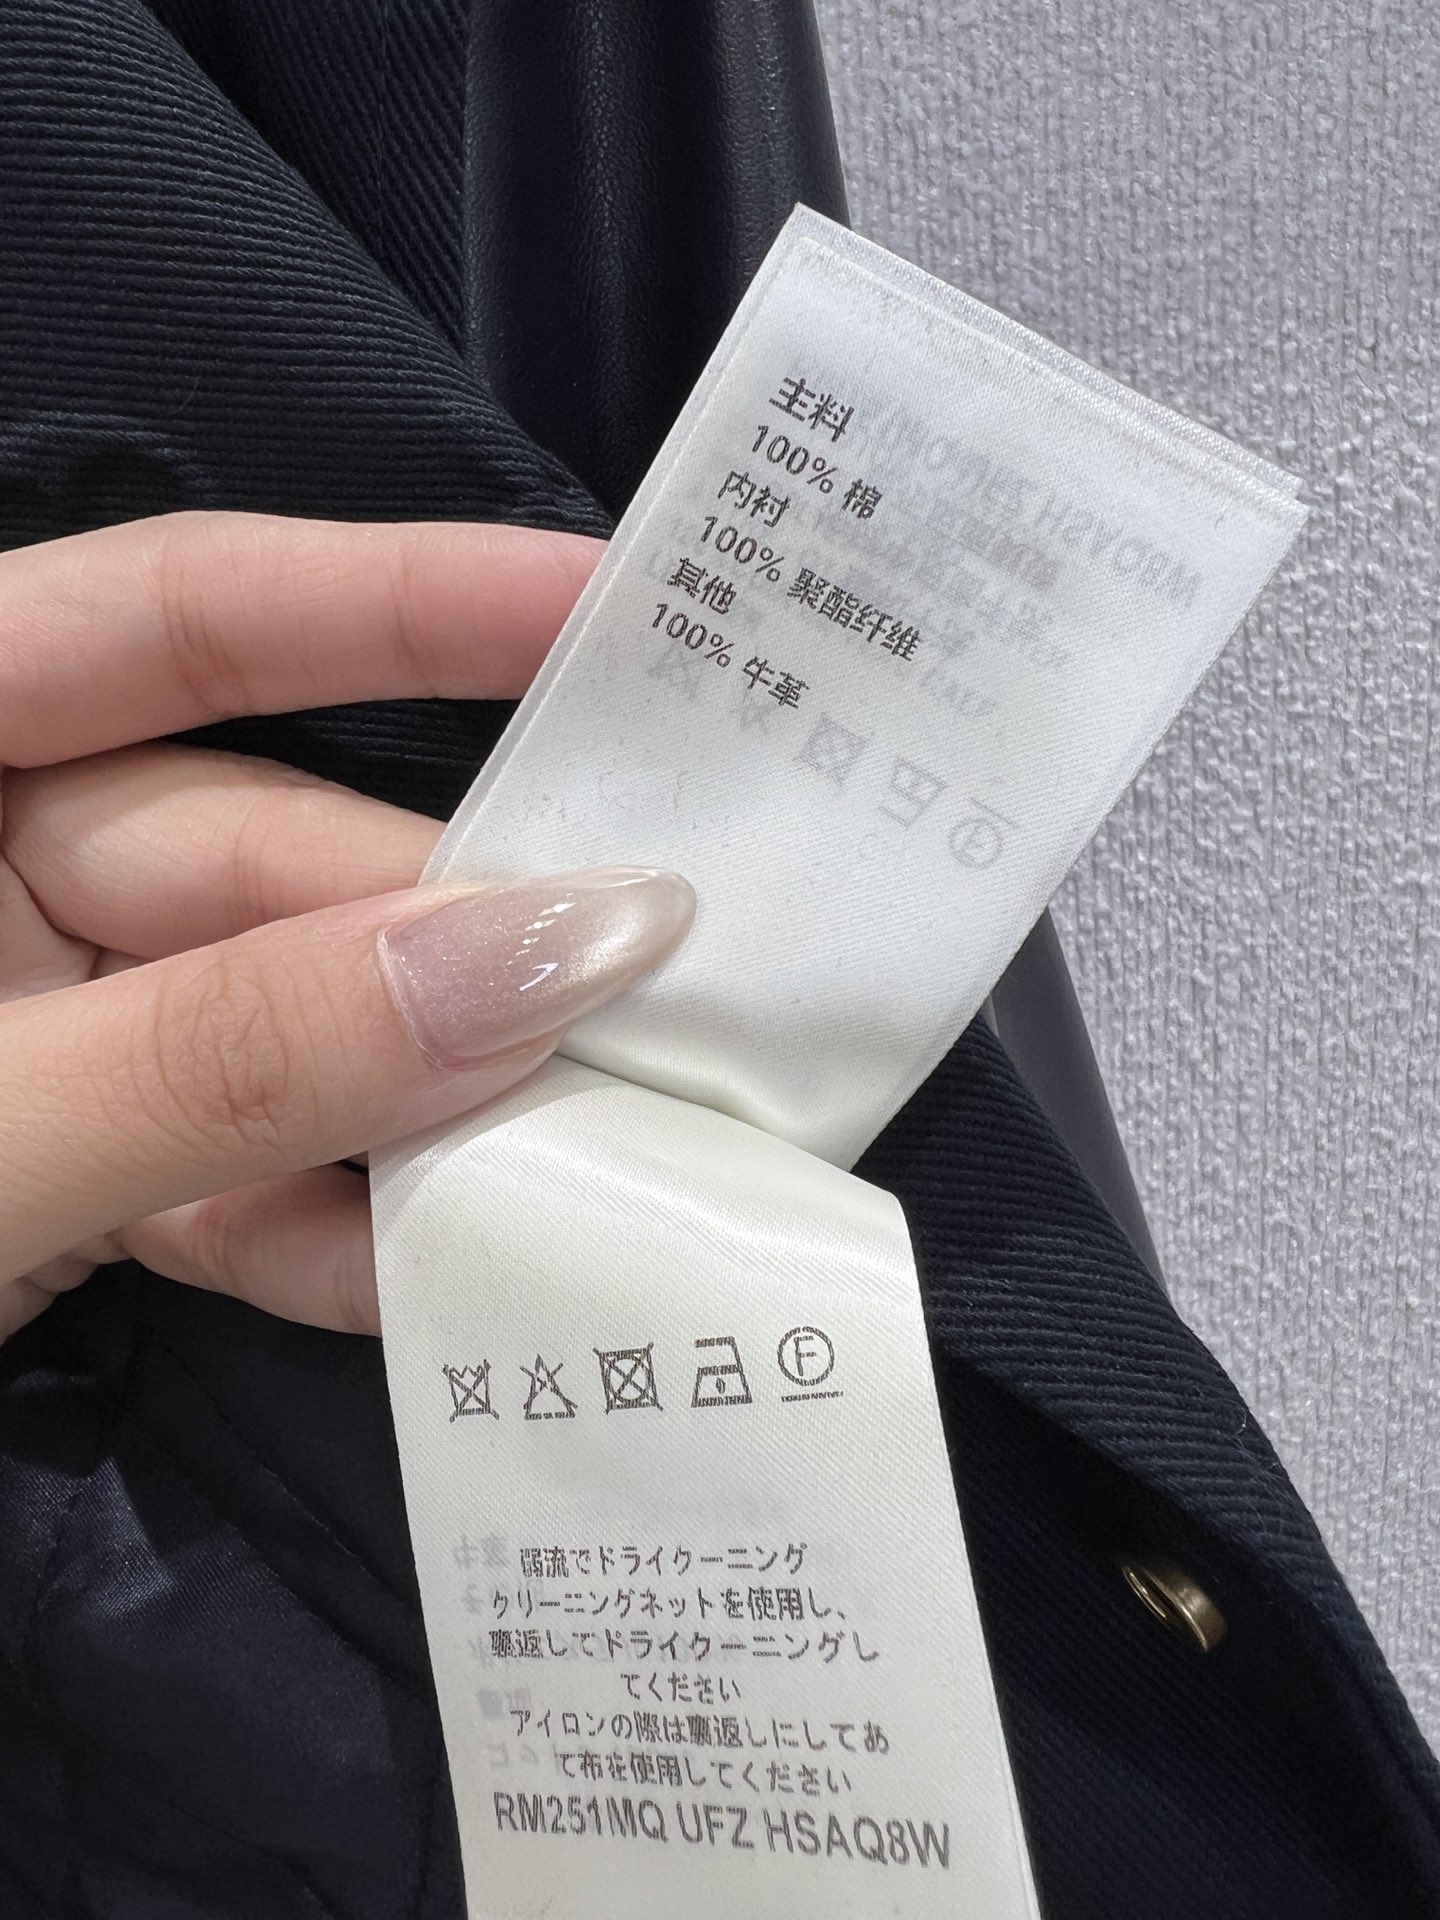 主料
100% 棉
内衬
100% 聚酯纤维
其他
100% 牛革
F
弱流でドライクーニング
クリーニングネットを使用し、
裏返してドライクーニングし
てください
アイロンの際は裏返しにしてあ
て布を使用してください
RM251MQ UFZ HSAQ8W